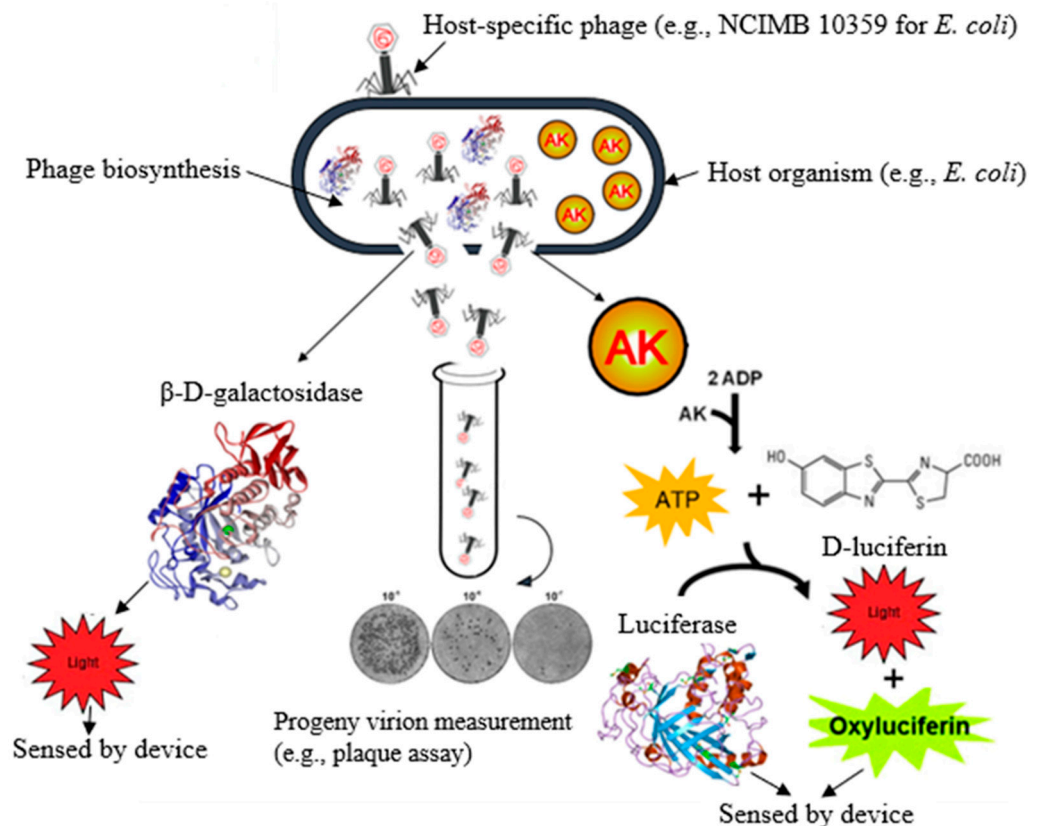 Host-specific phage (e.g., NCIMB 10359 for E. coli)
Phage biosynthesis
AK
AK
AK
AK
Host organism (e.g., E. coli)
AK
β-D-galactosidase
2 ADP
AK
ATP
+
HO
S
N
N
S
COOH
D-luciferin
Light
Luciferase
Light
+
Oxyluciferin
Sensed by device
Progeny virion measurement
(e.g., plaque assay)
Sensed by device